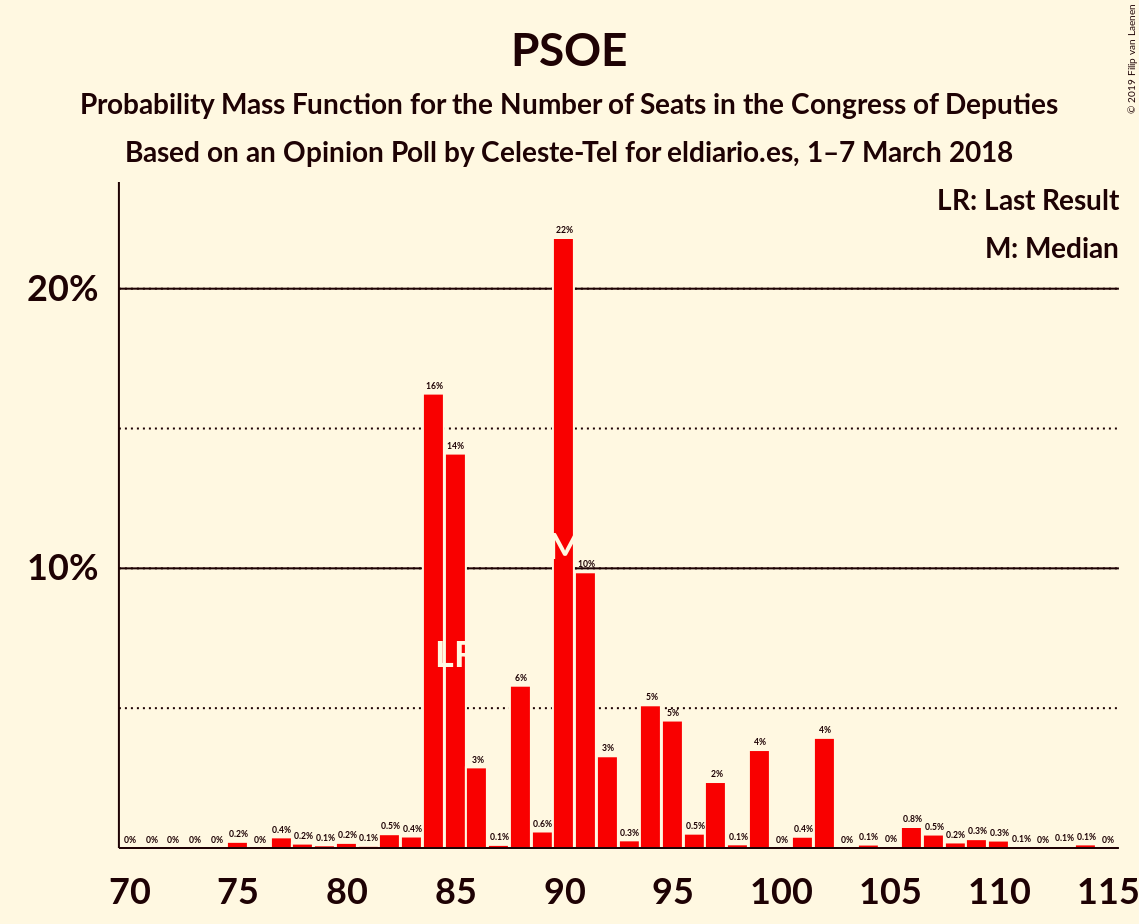 © 2019 Filip van Laenen
PSOE
Probability Mass Function for the Number of Seats in the Congress of Deputies
Based on an Opinion Poll by Celeste-Tel for eldiario.es, 1–7 March 2018
LR: Last Result
M: Median
20%
10%
0% 0% 0% 0% 0% 0.2% 0% 0.4% 0.2% 0.1% 0.2% 0.1% 0.5% 0.4% 16% 14% 3% 0.1% 6% 0.6% 22% 10% 3% 0.3% 5% 5% 0.5% 2% 0.1% 4% 0% 0.4% 4% 0% 0.1% 0% 0.8% 0.5% 0.2% 0.3% 0.3% 0.1% 0% 0.1% 0.1% 0%
M
LR
70 75 80 85 90 95 100 105 110 115